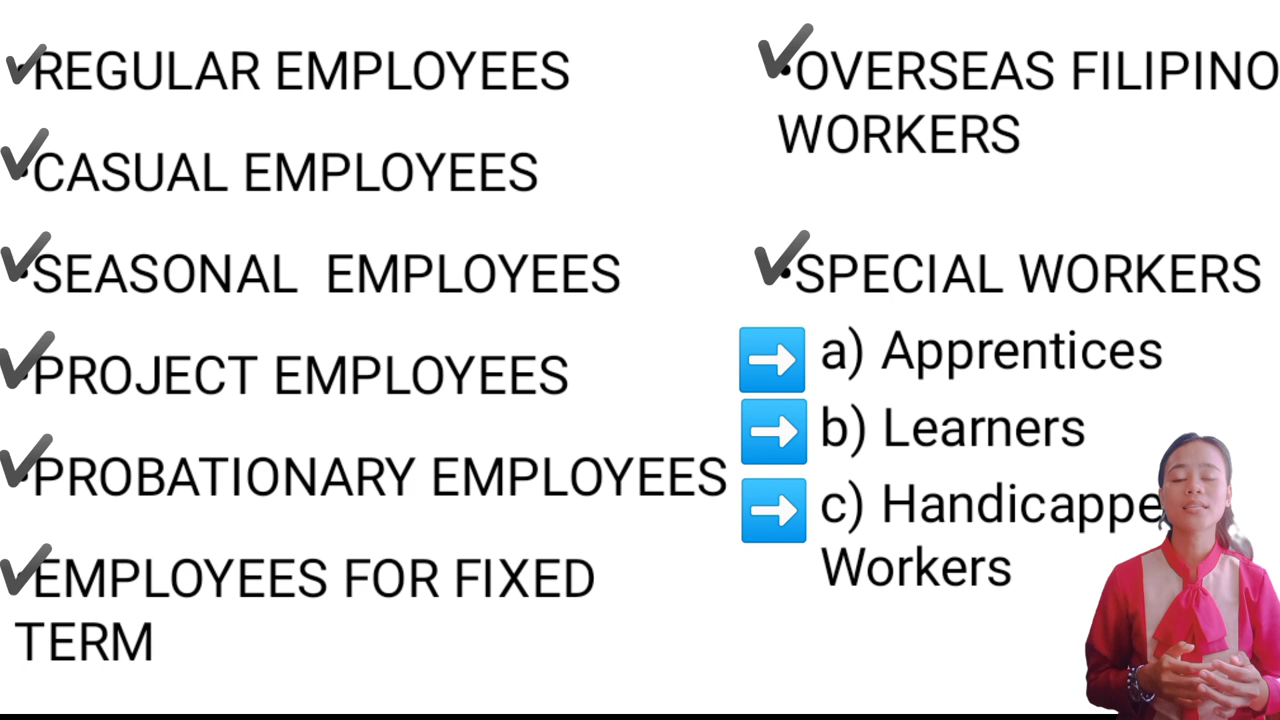 •REGULAR EMPLOYEES
•CASUAL EMPLOYEES
•SEASONAL  EMPLOYEES
•PROJECT EMPLOYEES
•PROBATIONARY EMPLOYEES
•EMPLOYEES FOR FIXED
TERM
•OVERSEAS FILIPINO
WORKERS
•SPECIAL WORKERS
a) Apprentices
b) Learners
c) Handicappe
Workers